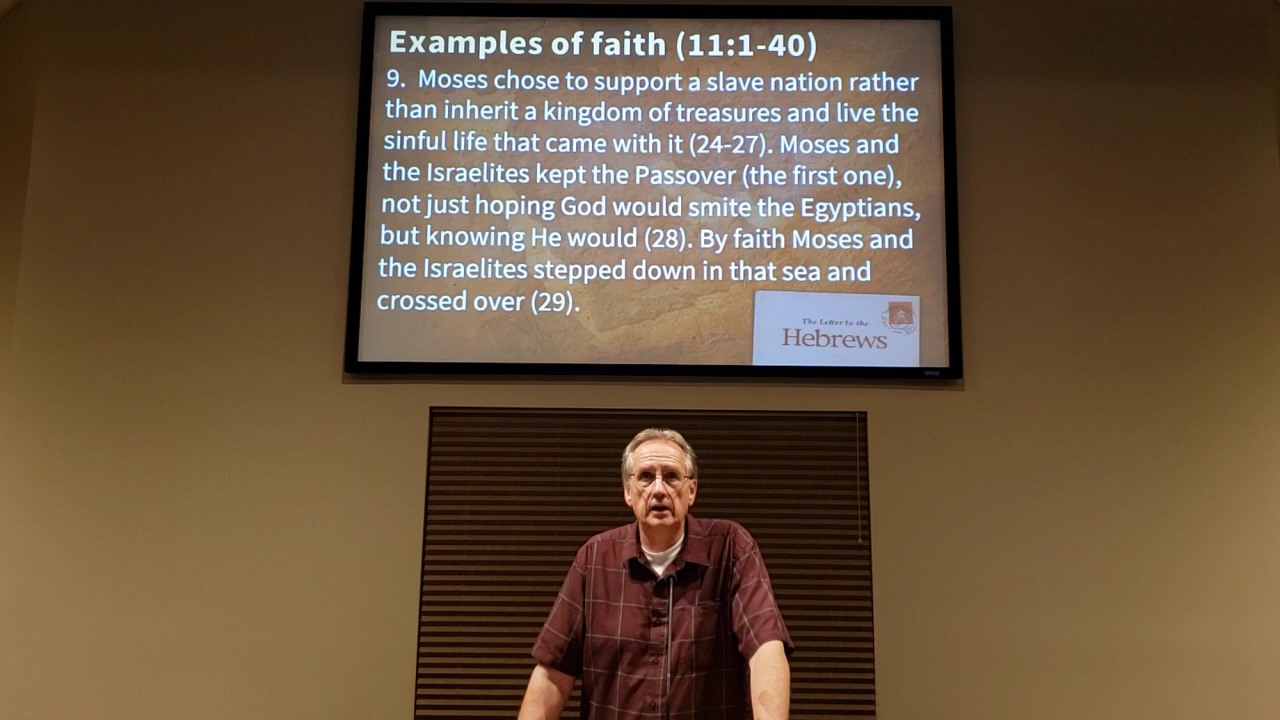 Examples of faith (11:1-40)
9. Moses chose to support a slave nation rather
than inherit a kingdom of treasures and live the
sinful life that came with it (24-27). Moses and
the Israelites kept the Passover (the first one),
not just hoping God would smite the Egyptians,
but knowing He would (28). By faith Moses and
the Israelites stepped down in that sea and
crossed over (29).
The Letter to the
Hebrews